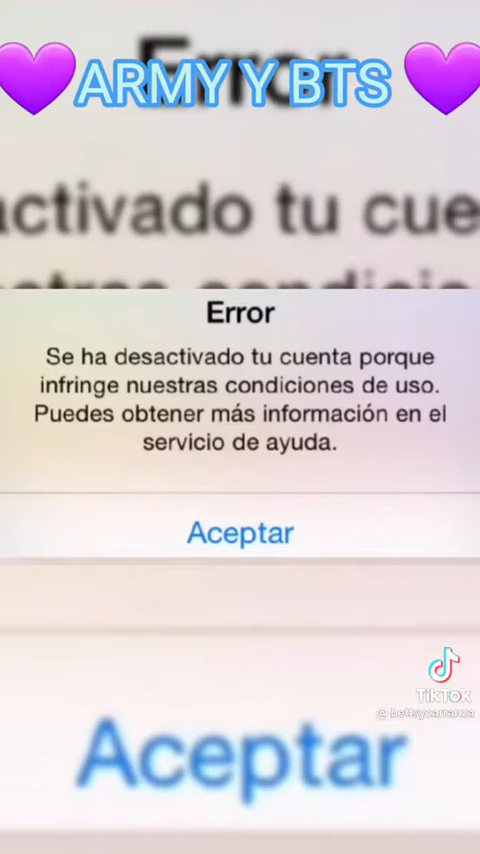 Error
💜ARMY Y BTS💜
activado tu cue
Error
Se ha desactivado tu cuenta porque
infringe nuestras condiciones de uso.
Puedes obtener más información en el
servicio de ayuda.
Aceptar
TikTok
@ bettsycarranza
Aceptar